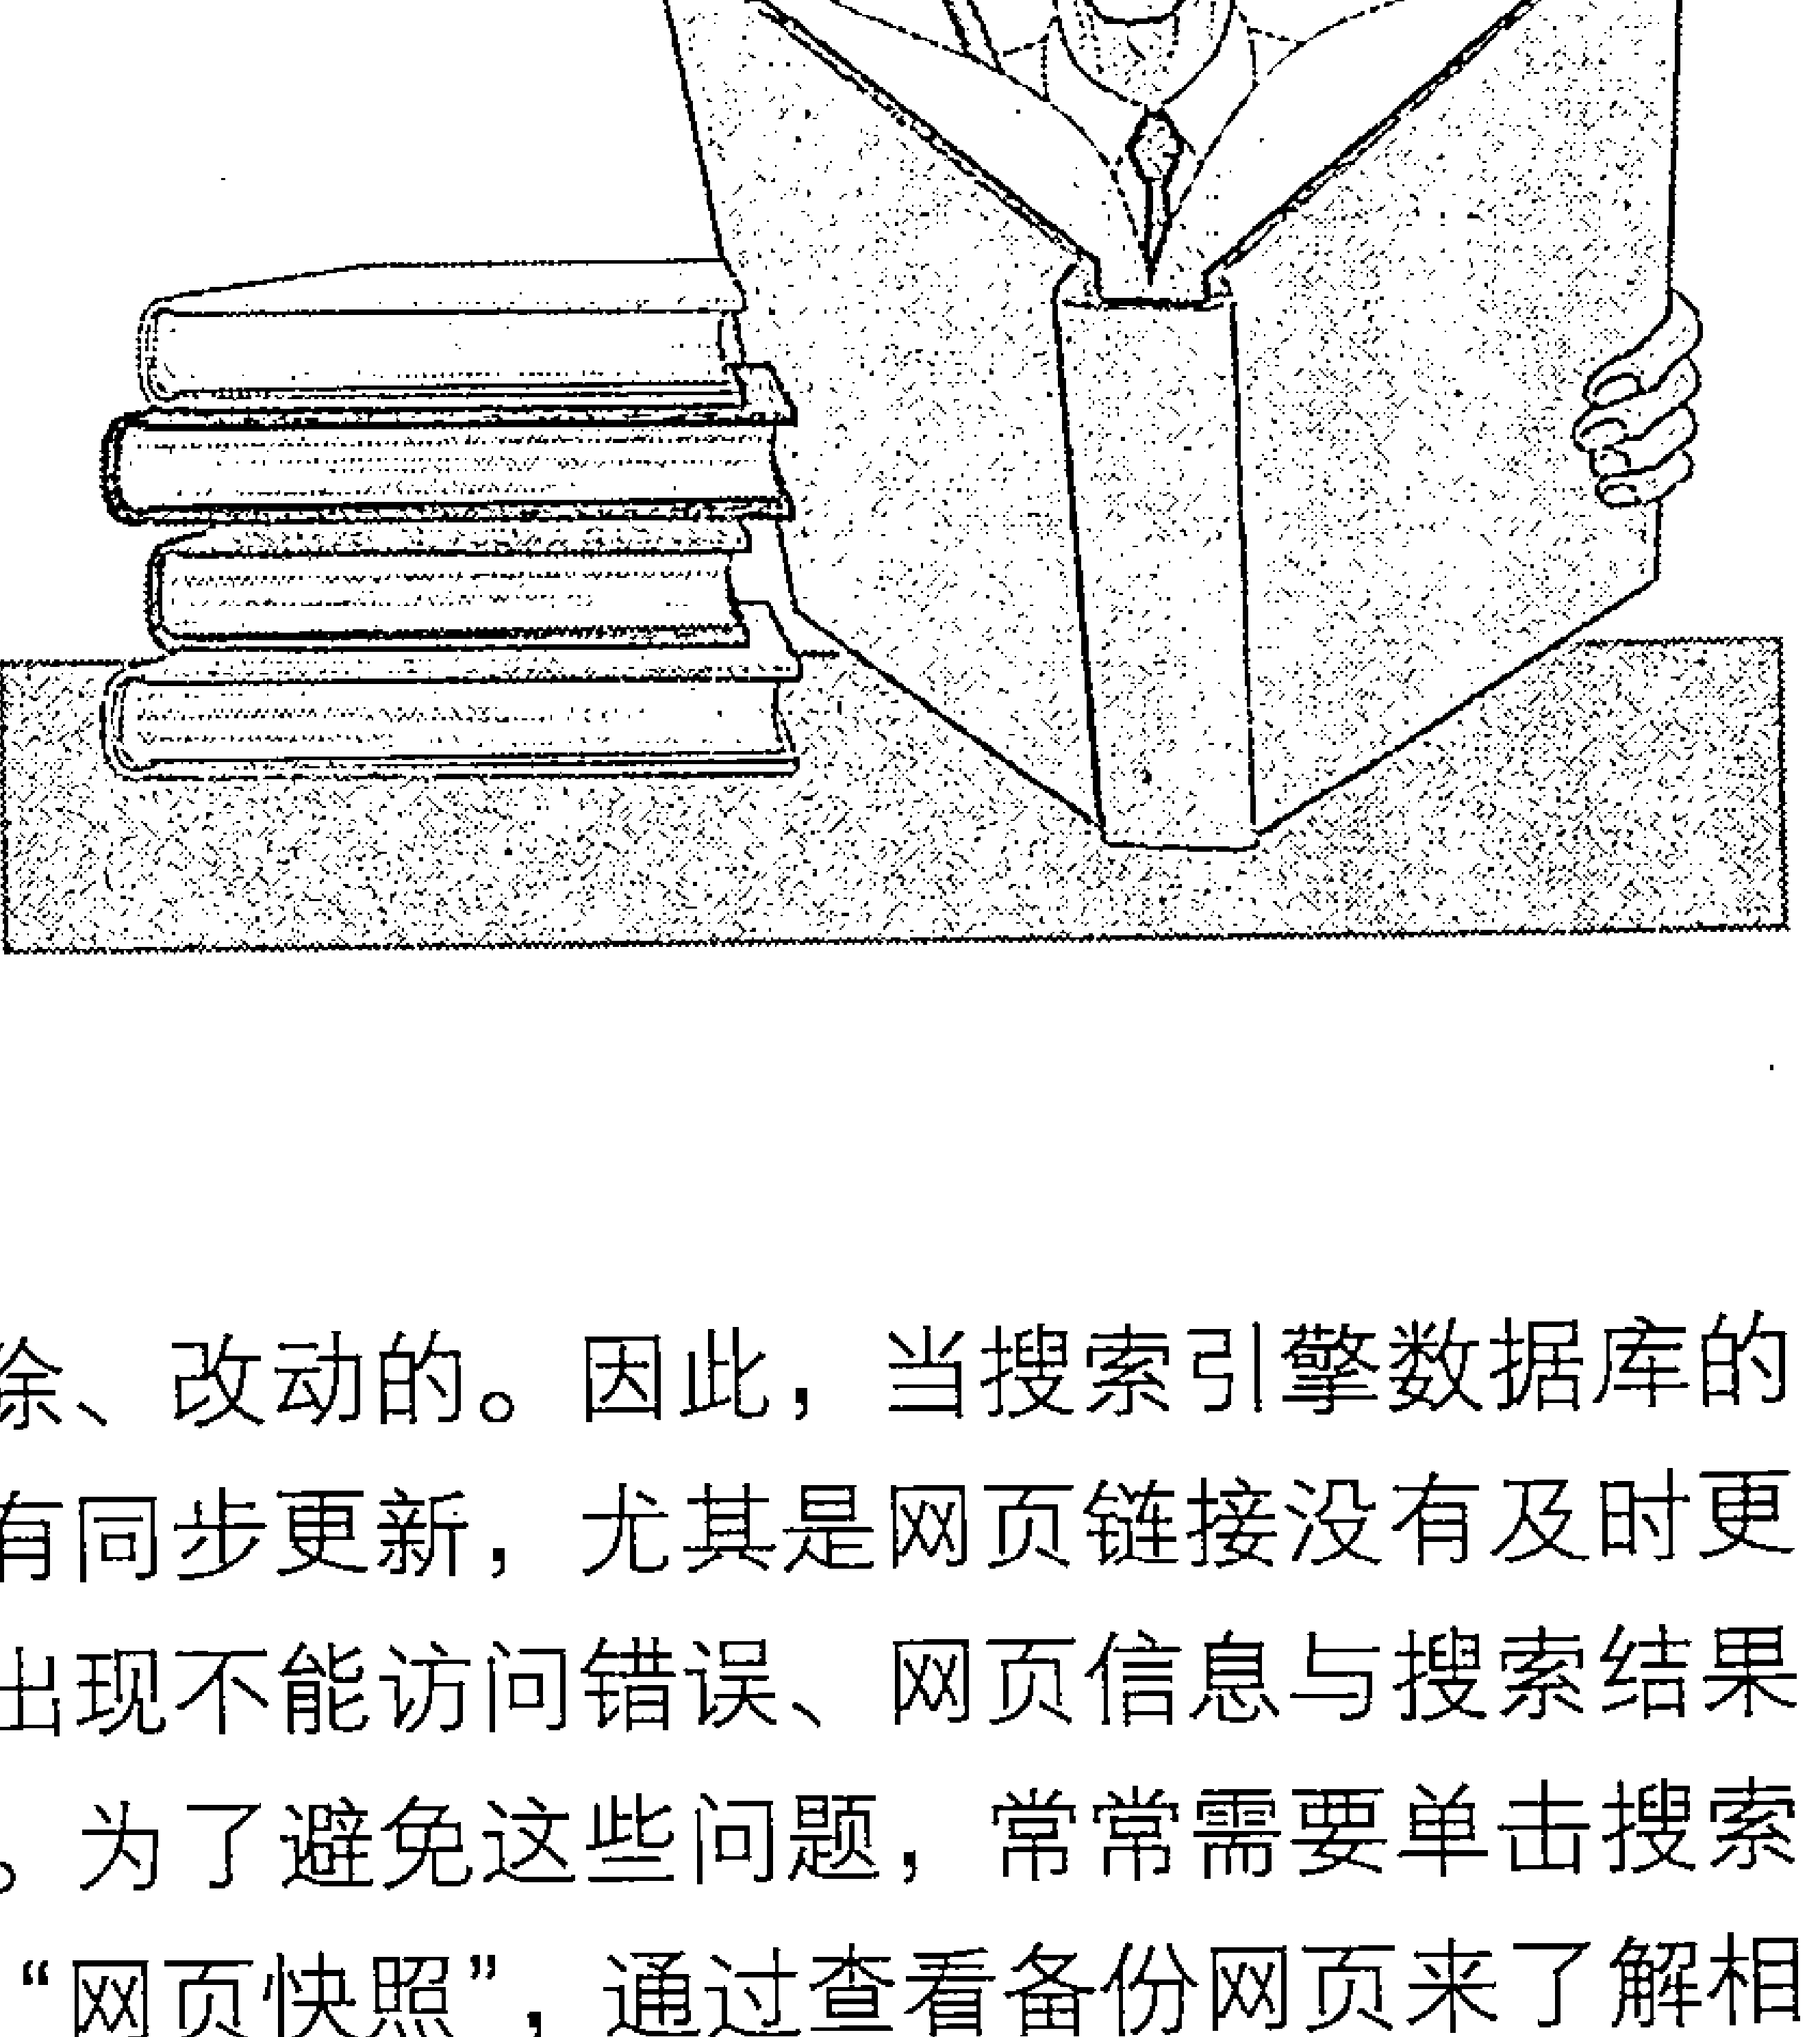 除、改动的。因此，当搜索引擎数据库的
有同步更新，尤其是网页链接没有及时更
出现不能访问错误、网页信息与搜索结果
。为了避免这些问题，常常需要单击搜索
“网页快照”，通过查看备份网页来了解相